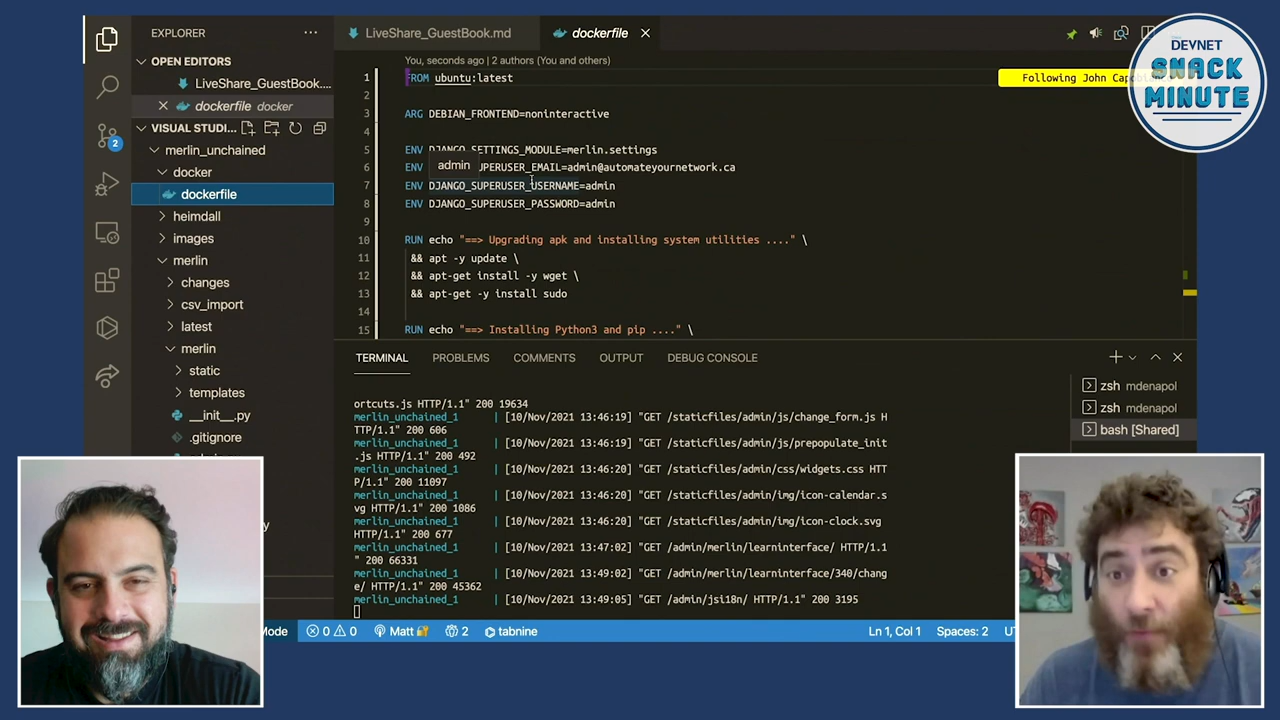 DEVNET
SNACK
MINUTE
EXPLORER
OPEN EDITORS
LiveShare_GuestBook....
dockerfile docker
VISUAL STUDI...
merlin_unchained
docker
dockerfile
heimdall
images
merlin
changes
csv_import
latest
merlin
static
templates
__init__.py
.gitignore
2
LiveShare_GuestBook.md
dockerfile
You, seconds ago | 2 authors (You and others)
Following John
1 FROM ubuntu:latest
2
3 ARG DEBIAN_FRONTEND=noninteractive
4
5 ENV DJANGO_SETTINGS_MODULE=merlin.settings
admin
6 ENV UPERUSER_EMAIL=admin@automateyournetwork.ca
7 ENV DJANGO_SUPERUSER_USERNAME=admin
8 ENV DJANGO_SUPERUSER_PASSWORD=admin
9
10 RUN echo "==> Upgrading apk and installing system utilities ...." \
11 && apt -y update \
12 && apt-get install -y wget \
13 && apt-get -y install sudo
14
15 RUN echo "==> Installing Python3 and pip ...." \
TERMINAL PROBLEMS COMMENTS OUTPUT DEBUG CONSOLE
ortcuts.js HTTP/1.1" 200 19634
merlin_unchained_1 | [10/Nov/2021 13:46:19] "GET /staticfiles/admin/js/change_form.js H
TTP/1.1" 200 606
merlin_unchained_1 | [10/Nov/2021 13:46:19] "GET /staticfiles/admin/js/prepopulate_init
.js HTTP/1.1" 200 492
merlin_unchained_1 | [10/Nov/2021 13:46:20] "GET /staticfiles/admin/css/widgets.css HTT
P/1.1" 200 11097
merlin_unchained_1 | [10/Nov/2021 13:46:20] "GET /staticfiles/admin/img/icon-calendar.s
vg HTTP/1.1" 200 1086
merlin_unchained_1 | [10/Nov/2021 13:46:20] "GET /staticfiles/admin/img/icon-clock.svg
HTTP/1.1" 200 677
merlin_unchained_1 | [10/Nov/2021 13:47:02] "GET /admin/merlin/learninterface/ HTTP/1.1
" 200 66331
merlin_unchained_1 | [10/Nov/2021 13:49:02] "GET /admin/merlin/learninterface/340/chang
e/ HTTP/1.1" 200 45362
merlin_unchained_1 | [10/Nov/2021 13:49:05] "GET /admin/jsi18n/ HTTP/1.1" 200 3195
zsh mdenapol
zsh mdenapol
bash [Shared]
Mode 0 0 Matt 2 tabnine Ln 1, Col 1 Spaces: 2